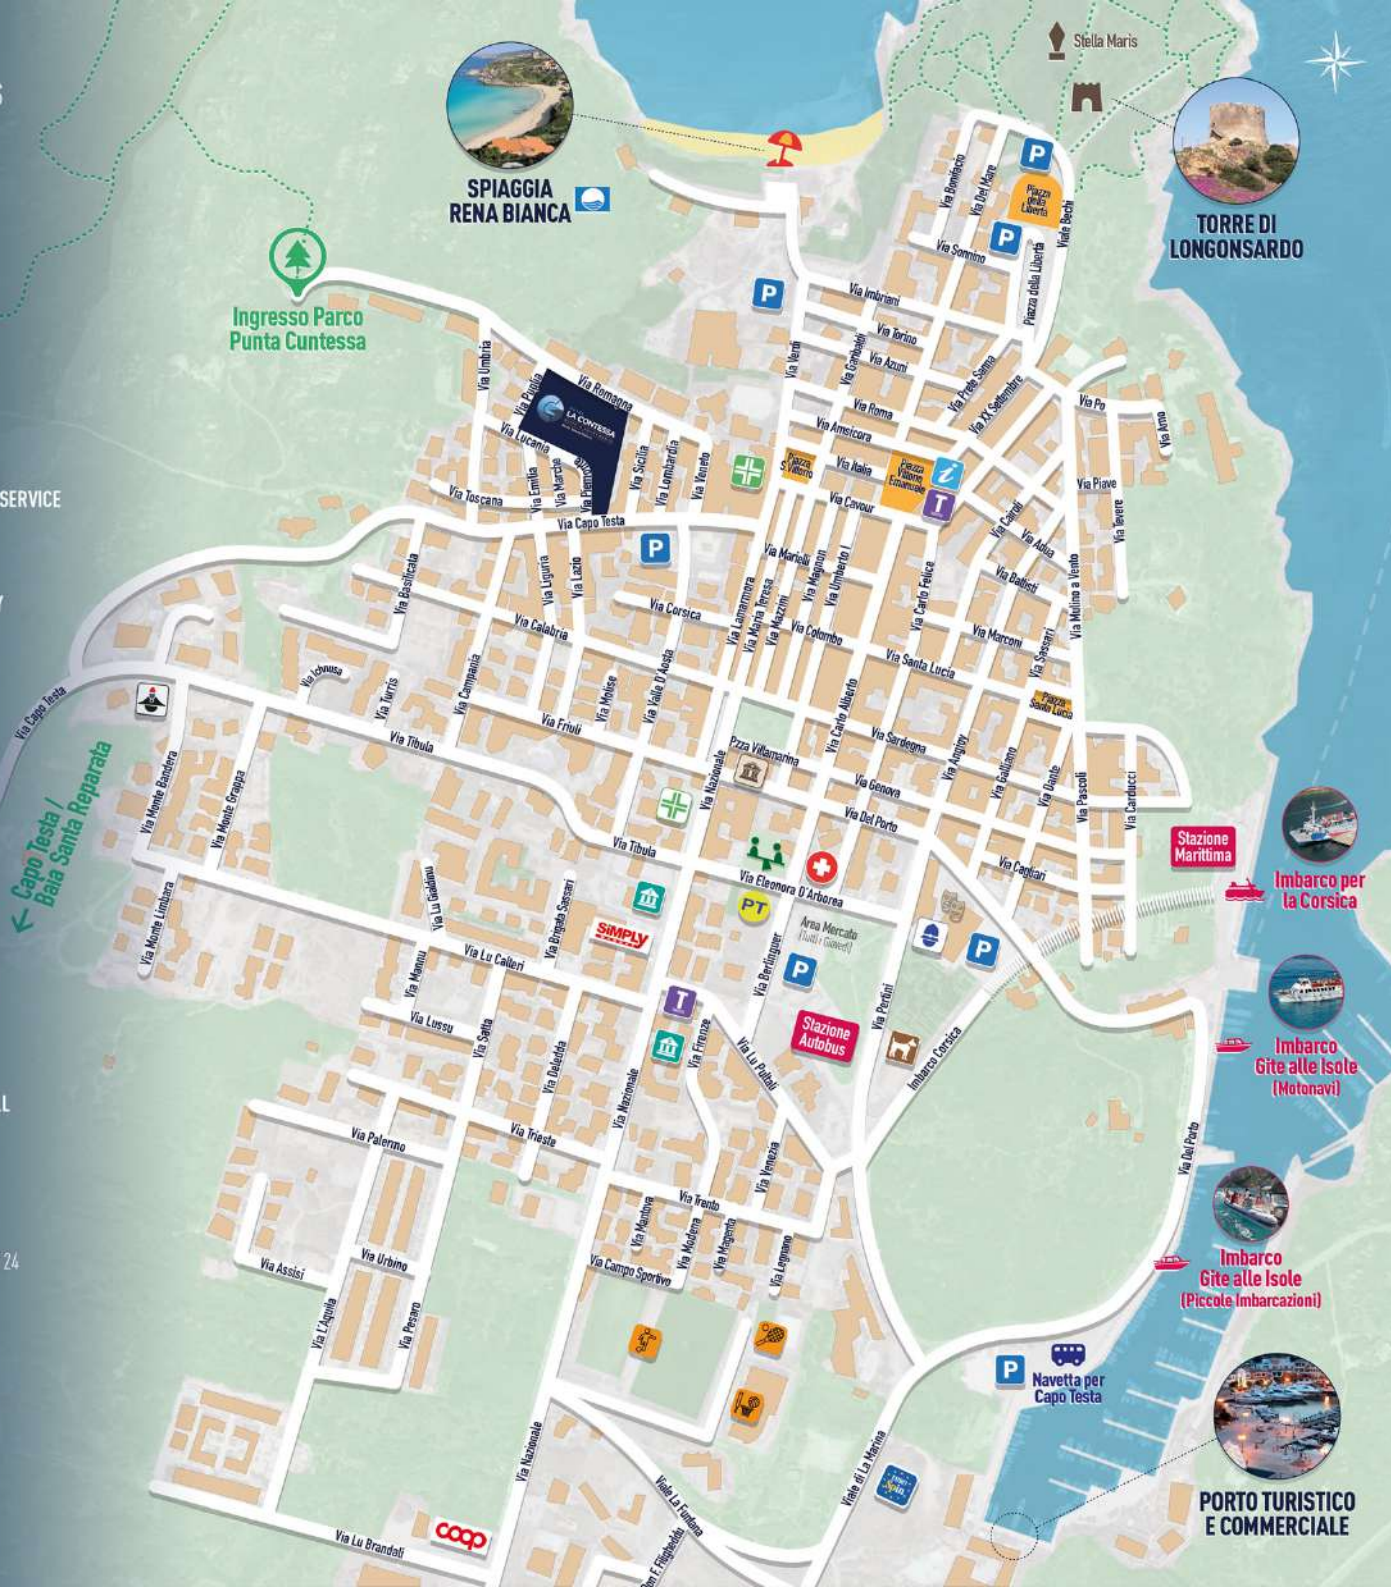 S
SERVICE
Y
LL
24
Stella Maris
SPIAGGIA
RENA BIANCA
TORRE DI
LONGONSARDO
Ingresso Parco
Punta Cuntessa
P
Piazza
della
Libertà
P
Via Bonifacio
Via Del Mare
Viale Bechi
Via Sonnino
Piazza della Libertà
P
Via Imbriani
Via Torino
Via Azuni
Via Garibaldi
Via Verdi
Via Prete Sanna
Via XX Settembre
Via Roma
Via Amsicora
Via Po
Via Arno
Via Umbria
Via Puglia
Via Romagna
LA CONTESSA
Via Lucania
Via Sicilia
Via Lombardia
Via Veneto
Via Emilia
Via Marche
Via Piemonte
Via Toscana
Via Capo Testa
Piazza
S. Vittorio
Via Italia
Piazza
Vittorio
Emanuele
i
T
Via Cavour
Via Piave
Via Tevere
Via Cairoli
Via Adua
P
Via Basilicata
Via Liguria
Via Lazio
Via Marielli
Via Magnon
Via Umberto I
Via Carlo Felice
Via Battisti
Via Mulino a Vento
Via Corsica
Via Lamarmora
Via Maria Teresa
Via Mazzini
Via Colombo
Via Calabria
Via Marconi
Via Sassari
Via Santa Lucia
Via Ichnusa
Via Turris
Via Campania
Via Molise
Via Valle D'Aosta
Piazza
Santa Lucia
Via Capo Testa
Via Friuli
Via Tibula
Via Carlo Alberto
Via Sardegna
Via Angioy
Via Galliano
Via Dante
Via Pascoli
Via Carducci
P.zza Villamarina
Via Nazionale
Via Genova
Via Del Porto
Capo Testa /
Baia Santa Reparata
Via Monte Bandera
Via Monte Grappa
Via Tibula
Via Eleonora D'Arborea
Via Cagliari
Stazione
Marittima
Imbarco per
la Corsica
Via Monte Limbara
Via Brigata Sassari
SIMPLY
PT
Area Mercato
(Tutti i Giovedì)
P
P
Via Lu Calteri
Via Mannu
Via Berlinguer
Via Pertini
Via Lussu
Via Satta
Via Deledda
T
Via Firenze
Via Lu Pultali
Stazione
Autobus
Imbarco Corsica
Imbarco
Gite alle Isole
(Motonavi)
Via Nazionale
Via Palermo
Via Trieste
Via Venezia
Via Del Porto
Via Trento
Via Mantova
Via Modena
Via Magenta
Via Legnano
Via Campo Sportivo
Via Assisi
Via Urbino
Via L'Aquila
Via Pesaro
Imbarco
Gite alle Isole
(Piccole Imbarcazioni)
P
Navetta per
Capo Testa
Via Nazionale
Viale La Funtana
Viale di La Marina
PORTO TURISTICO
E COMMERCIALE
Via Lu Brandali
coop